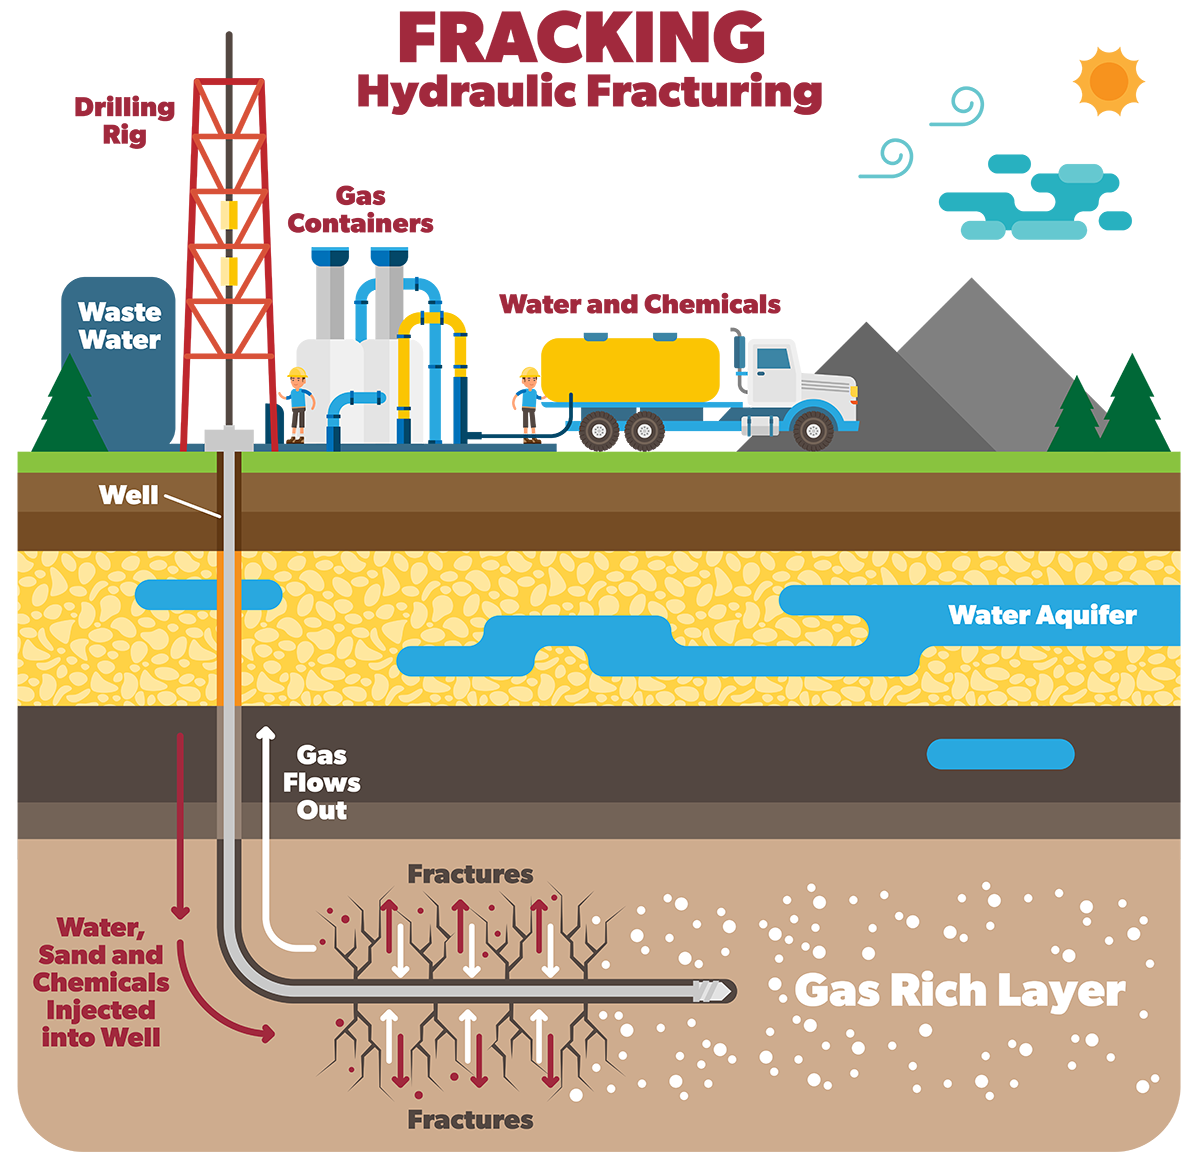 FRACKING
Hydraulic Fracturing
Drilling
Rig
Gas
Containers
Waste
Water
Water and Chemicals
Well
Water Aquifer
Gas
Flows
Out
Fractures
Water,
Sand and
Chemicals
Injected
into Well
Gas Rich Layer
Fractures